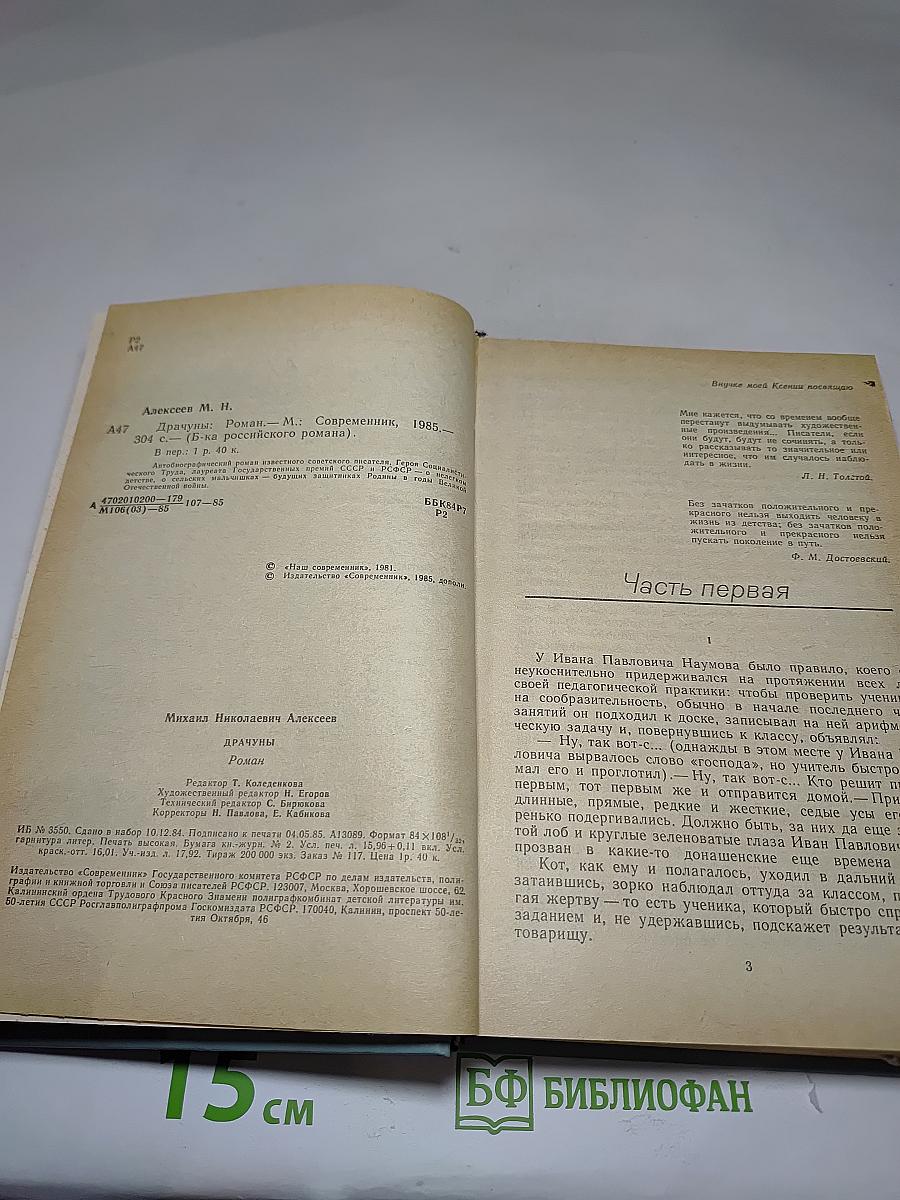 Р2
А47
Алексеев М. Н.
А47 Драчуны: Роман.— М.: Современник, 1985.—
304 с.— (Б-ка российского романа).
В пер.: 1 р. 40 к.
Автобиографический роман известного советского писателя, Героя Социалисти-
ческого Труда, лауреата Государственных премий СССР и РСФСР — о нелегком
детстве, о сельских мальчишках — будущих защитниках Родины в годы Великой
Отечественной войны.
А 4702010200—179
М106(03)—85 107—85
ББК84Р7
Р2
© «Наш современник», 1981.
© Издательство «Современник», 1985, дополн.
Михаил Николаевич Алексеев
ДРАЧУНЫ
Роман
Редактор Т. Коледенкова
Художественный редактор Н. Егоров
Технический редактор С. Бирюкова
Корректоры Н. Павлова, Е. Кабикова
ИБ № 3550. Сдано в набор 10.12.84. Подписано к печати 04.05.85. А13089. Формат 84×108¹/₃₂,
гарнитура литер. Печать высокая. Бумага кн.-журн. № 2. Усл. печ. л. 15,96+0,11 вкл. Усл.
краск.-отт. 16,01. Уч.-изд. л. 17,92. Тираж 200 000 экз. Заказ № 117. Цена 1р. 40 к.
Издательство «Современник» Государственного комитета РСФСР по делам издательств, поли-
графии и книжной торговли и Союза писателей РСФСР. 123007, Москва, Хорошевское шоссе, 62
Калининский ордена Трудового Красного Знамени полиграфкомбинат детской литературы им.
50-летия СССР Росглавполиграфпрома Госкомиздата РСФСР. 170040, Калинин, проспект 50-ле-
тия Октября, 46
Внучке моей Ксении посвящаю
Мне кажется, что со временем вообще
перестанут выдумывать художествен-
ные произведения... Писатели, если
они будут, будут не сочинять, а толь-
ко рассказывать то значительное или
интересное, что им случалось наблю-
дать в жизни.
Л. Н. Толстой.
Без зачатков положительного и пре-
красного нельзя выходить человеку в
жизнь из детства; без зачатков поло-
жительного и прекрасного нельзя
пускать поколение в путь.
Ф. М. Достоевский.
Часть первая
1
У Ивана Павловича Наумова было правило, коего
неукоснительно придерживался на протяжении всех
своей педагогической практики: чтобы проверить учени
на сообразительность, обычно в начале последнего ч
занятий он подходил к доске, записывал на ней арифм
ческую задачу и, повернувшись к классу, объявлял:
— Ну, так вот-с... (однажды в этом месте у Ивана
ловича вырвалось слово «господа», но учитель быстро
мал его и проглотил).— Ну, так вот-с... Кто решит п
первым, тот первым же и отправится домой.— При
длинные, прямые, редкие и жесткие, седые усы ег
ренько подергивались. Должно быть, за них да еще з
той лоб и круглые зеленоватые глаза Иван Павлович
прозван в какие-то донашенские еще времена
Кот, как ему и полагалось, уходил в дальний
затаившись, зорко наблюдал оттуда за классом, п
гая жертву — то есть ученика, который быстро спр
заданием и, не удержавшись, подскажет результа
товарищу.
3
15 см
БФ БИБЛИОФАН